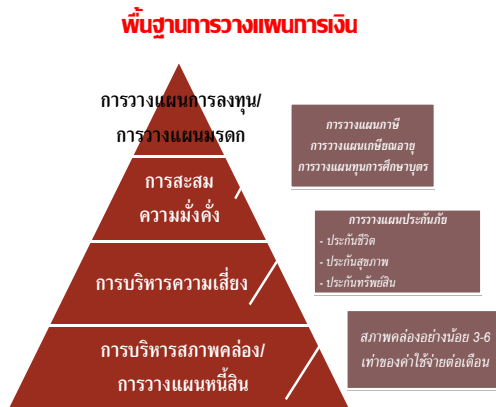 พื้นฐานการวางแผนการเงิน
การวางแผนการลงทุน/
การวางแผนมรดก
การวางแผนภาษี
การวางแผนเกษียณอายุ
การวางแผนทุนการศึกษาบุตร
การสะสม
ความมั่งคั่ง
การวางแผนประกันภัย
- ประกันชีวิต
- ประกันสุขภาพ
- ประกันทรัพย์สิน
การบริหารความเสี่ยง
สภาพคล่องอย่างน้อย 3-6
เท่าของค่าใช้จ่ายต่อเดือน
การบริหารสภาพคล่อง/
การวางแผนหนี้สิน